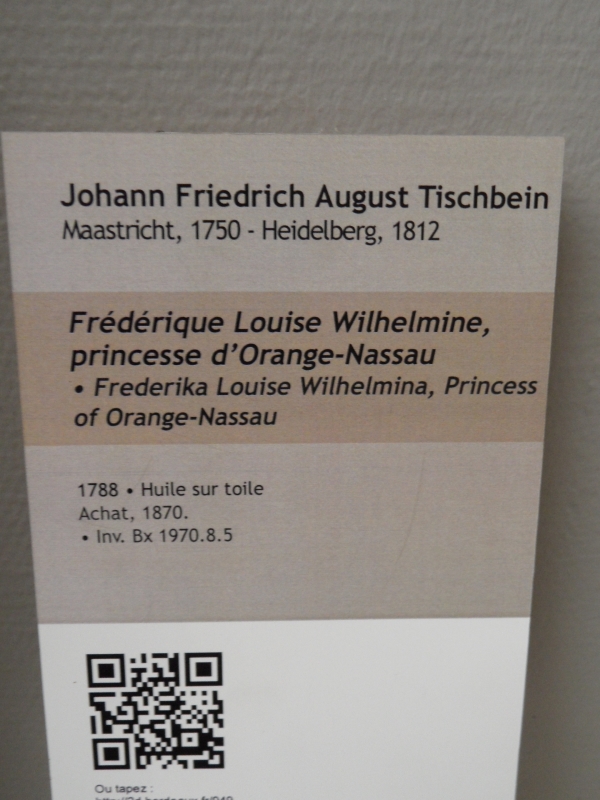 Johann Friedrich August Tischbein
Maastricht, 1750 - Heidelberg, 1812
Frédérique Louise Wilhelmine,
princesse d'Orange-Nassau
• Frederika Louise Wilhelmina, Princess
of Orange-Nassau
1788 • Huile sur toile
Achat, 1870.
• Inv. Bx 1970.8.5
Ou tapez :